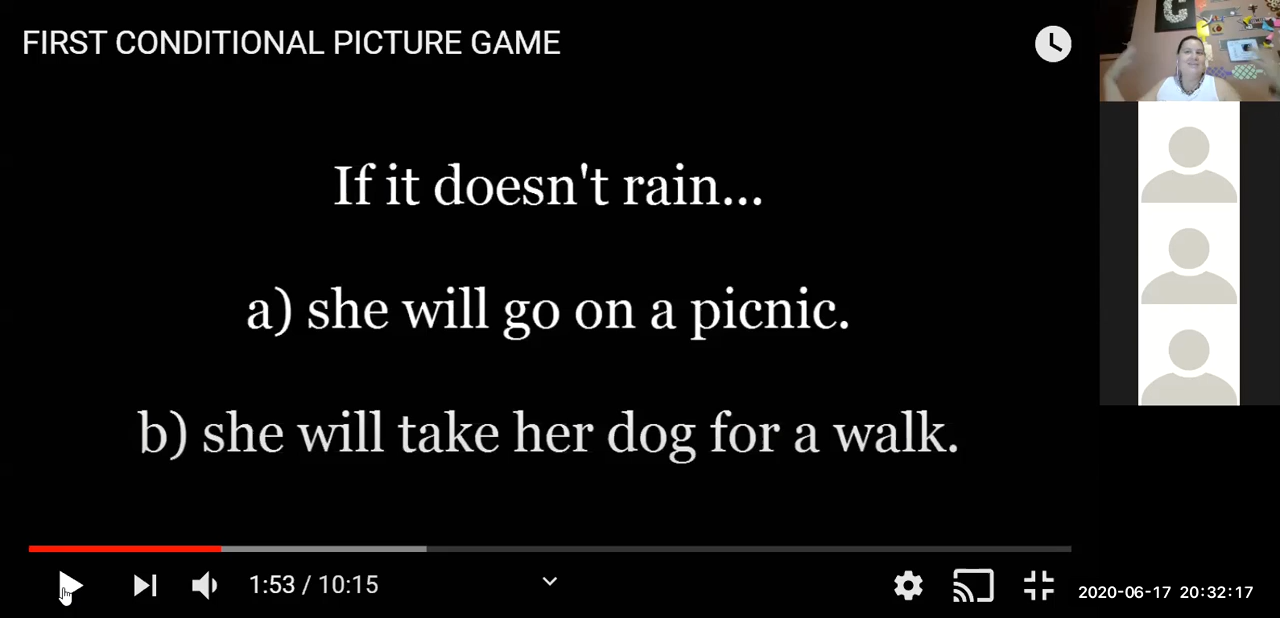 FIRST CONDITIONAL PICTURE GAME
If it doesn't rain...
a) she will go on a picnic.
b) she will take her dog for a walk.
1:53 / 10:15
2020-06-17 20:32:17
C